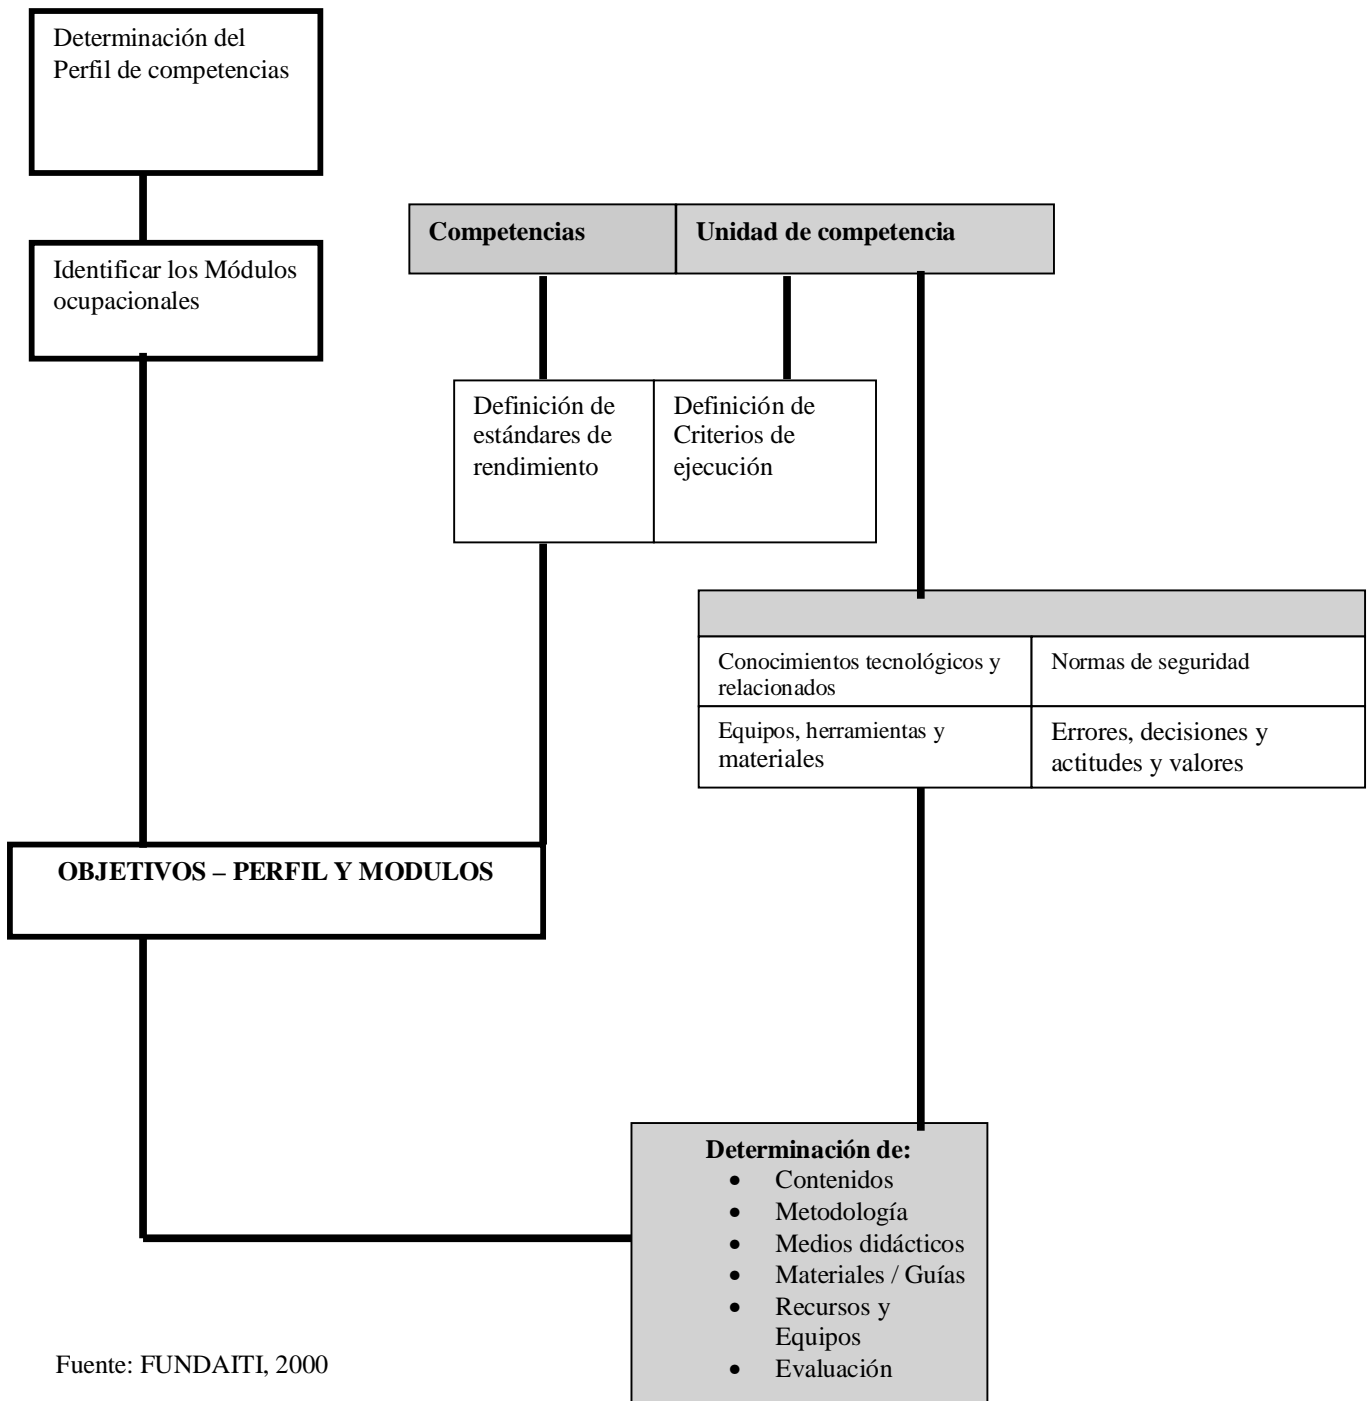 Determinación del
Perfil de competencias
Competencias
Unidad de competencia
Identificar los Módulos
ocupacionales
Definición de
estándares de
rendimiento
Definición de
Criterios de
ejecución
Conocimientos tecnológicos y
relacionados
Normas de seguridad
Equipos, herramientas y
materiales
Errores, decisiones y
actitudes y valores
OBJETIVOS – PERFIL Y MODULOS
Determinación de:
• Contenidos
• Metodología
• Medios didácticos
• Materiales / Guías
• Recursos y
Equipos
• Evaluación
Fuente: FUNDAITI, 2000